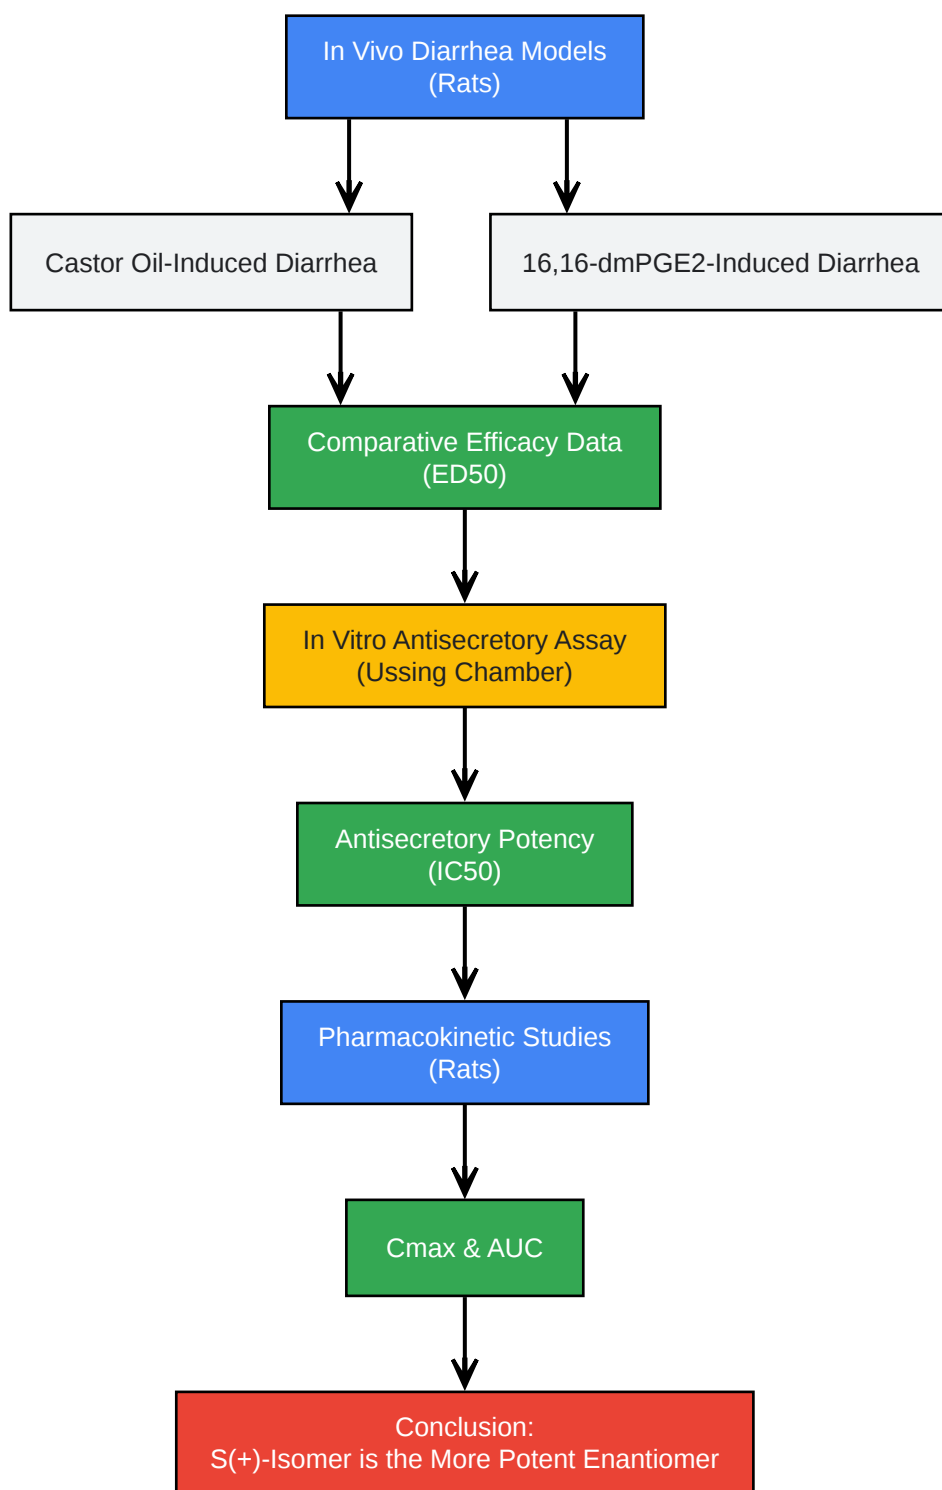 In Vivo Diarrhea Models
(Rats)
Castor Oil-Induced Diarrhea
16,16-dmPGE2-Induced Diarrhea
Comparative Efficacy Data
(ED50)
In Vitro Antisecretory Assay
(Ussing Chamber)
Antisecretory Potency
(IC50)
Pharmacokinetic Studies
(Rats)
Cmax & AUC
Conclusion:
S(+)-Isomer is the More Potent Enantiomer